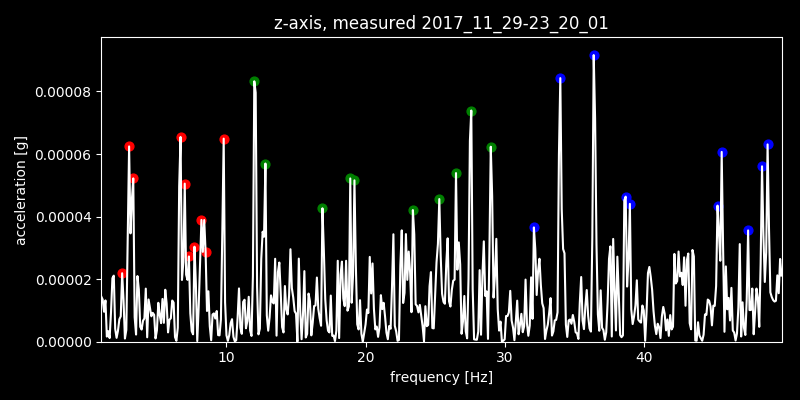 z-axis, measured 2017_11_29-23_20_01
acceleration [g]
0.00008
0.00006
0.00004
0.00002
0.00000
10 20 30 40
frequency [Hz]